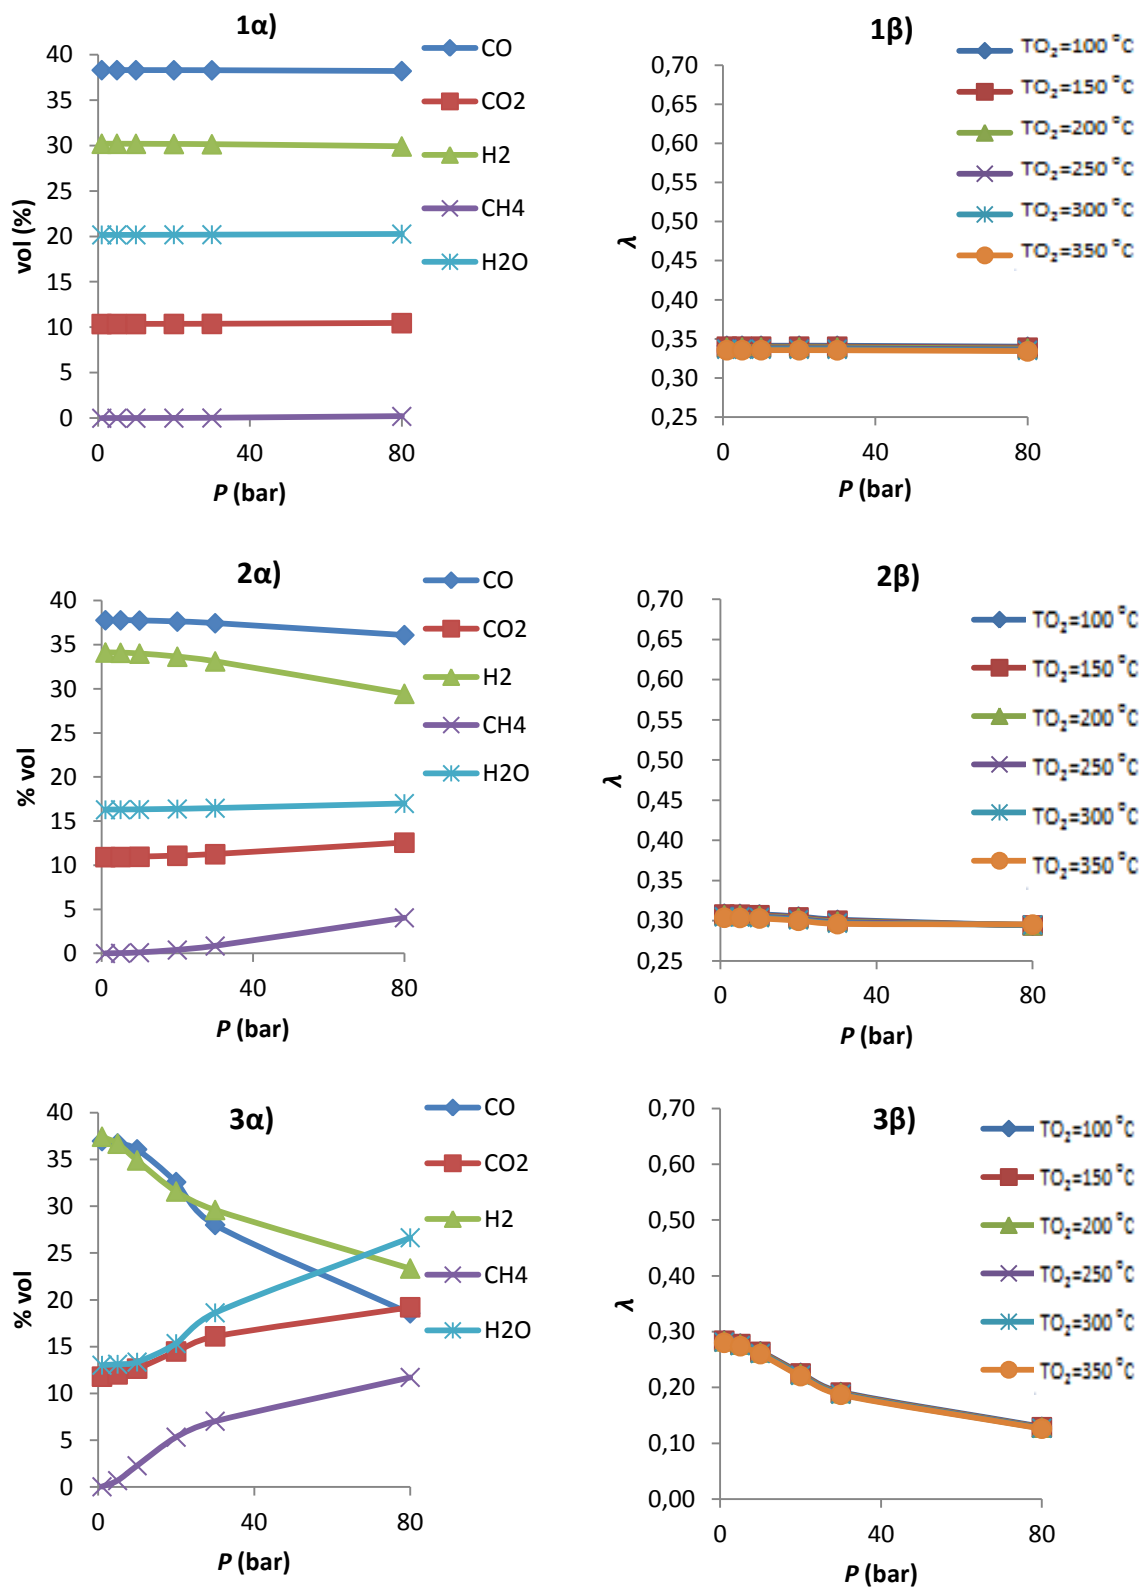 1α)
CO
CO2
H2
CH4
H2O
40
35
30
25
20
15
10
5
0
vol (%)
0
40
80
P (bar)
1β)
TO₂=100 °C
TO₂=150 °C
TO₂=200 °C
TO₂=250 °C
TO₂=300 °C
TO₂=350 °C
0,70
0,65
0,60
0,55
0,50
0,45
0,40
0,35
0,30
0,25
λ
0
40
80
P (bar)
2α)
CO
CO2
H2
CH4
H2O
40
35
30
25
20
15
10
5
0
% vol
0
40
80
P (bar)
2β)
TO₂=100 °C
TO₂=150 °C
TO₂=200 °C
TO₂=250 °C
TO₂=300 °C
TO₂=350 °C
0,70
0,65
0,60
0,55
0,50
0,45
0,40
0,35
0,30
0,25
λ
0
40
80
P (bar)
3α)
CO
CO2
H2
CH4
H2O
40
35
30
25
20
15
10
5
0
% vol
0
40
80
P (bar)
3β)
TO₂=100 °C
TO₂=150 °C
TO₂=200 °C
TO₂=250 °C
TO₂=300 °C
TO₂=350 °C
0,70
0,60
0,50
0,40
0,30
0,20
0,10
0,00
λ
0
40
80
P (bar)